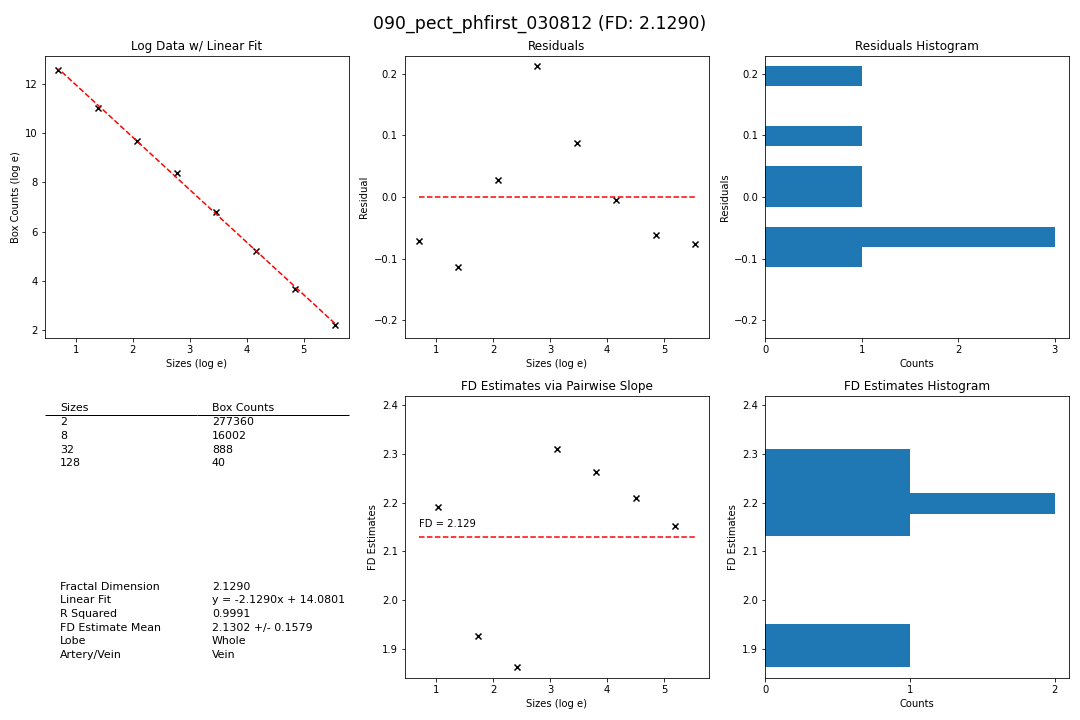 090_pect_phfirst_030812 (FD: 2.1290)
Log Data w/ Linear Fit
Box Counts (log e)
12
10
8
6
4
2
1 2 3 4 5
Sizes (log e)
Residuals
Residual
0.2
0.1
0.0
−0.1
−0.2
1 2 3 4 5
Sizes (log e)
Residuals Histogram
Residuals
0.2
0.1
0.0
−0.1
−0.2
0 1 2 3
Counts
Sizes Box Counts
2 277360
8 16002
32 888
128 40
Fractal Dimension 2.1290
Linear Fit y = -2.1290x + 14.0801
R Squared 0.9991
FD Estimate Mean 2.1302 +/- 0.1579
Lobe Whole
Artery/Vein Vein
FD Estimates via Pairwise Slope
FD Estimates
2.4
2.3
2.2
2.1
2.0
1.9
FD = 2.129
1 2 3 4 5
Sizes (log e)
FD Estimates Histogram
FD Estimates
2.4
2.3
2.2
2.1
2.0
1.9
0 1 2
Counts